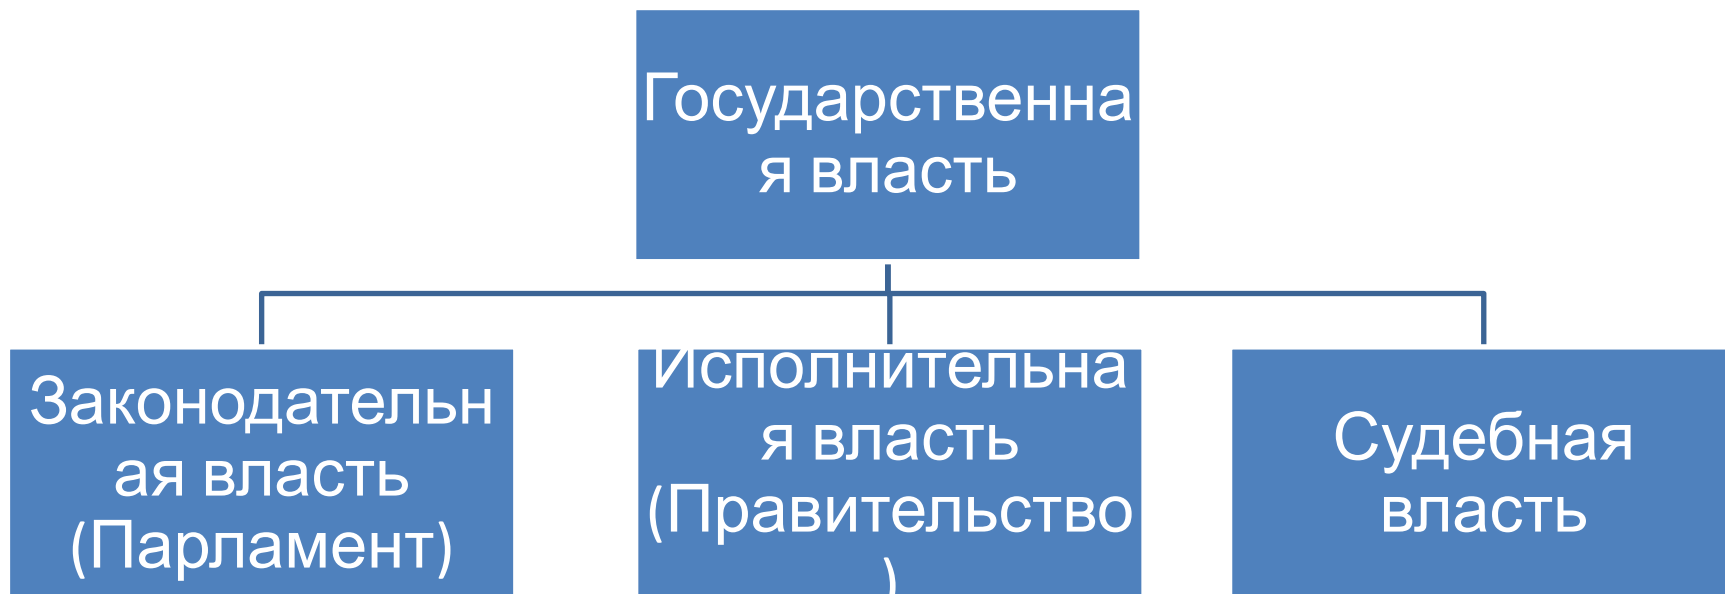 Государственна
я власть
Законодательн
ая власть
(Парламент)
Исполнительна
я власть
(Правительство
)
Судебная
власть